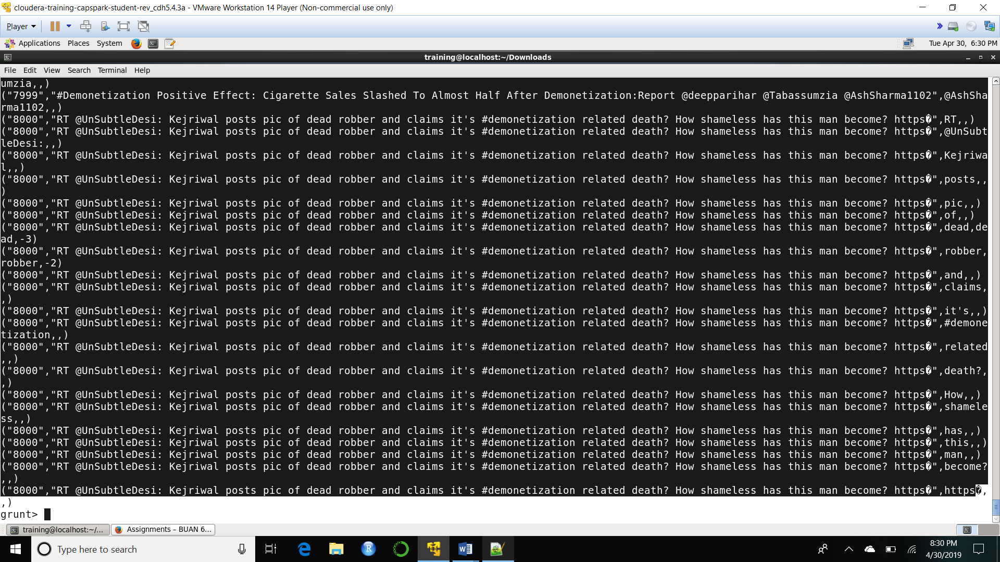 cloudera-training-capspark-student-rev_cdh5.4.3a - VMware Workstation 14 Player (Non-commercial use only)
Player
Applications Places System Tue Apr 30, 6:30 PM
training@localhost:~/Downloads
File Edit View Search Terminal Help
umzia,,)
("7999","#Demonetization Positive Effect: Cigarette Sales Slashed To Almost Half After Demonetization:Report @deepparihar @Tabassumzia @AshSharma1102",@AshSha
rma1102,,)
("8000","RT @UnSubtleDesi: Kejriwal posts pic of dead robber and claims it's #demonetization related death? How shameless has this man become? https�",RT,,)
("8000","RT @UnSubtleDesi: Kejriwal posts pic of dead robber and claims it's #demonetization related death? How shameless has this man become? https�",@UnSubt
leDesi:,,)
("8000","RT @UnSubtleDesi: Kejriwal posts pic of dead robber and claims it's #demonetization related death? How shameless has this man become? https�",Kejriwa
l,,)
("8000","RT @UnSubtleDesi: Kejriwal posts pic of dead robber and claims it's #demonetization related death? How shameless has this man become? https�",posts,,
)
("8000","RT @UnSubtleDesi: Kejriwal posts pic of dead robber and claims it's #demonetization related death? How shameless has this man become? https�",pic,,)
("8000","RT @UnSubtleDesi: Kejriwal posts pic of dead robber and claims it's #demonetization related death? How shameless has this man become? https�",of,,)
("8000","RT @UnSubtleDesi: Kejriwal posts pic of dead robber and claims it's #demonetization related death? How shameless has this man become? https�",dead,de
ad,-3)
("8000","RT @UnSubtleDesi: Kejriwal posts pic of dead robber and claims it's #demonetization related death? How shameless has this man become? https�",robber,
robber,-2)
("8000","RT @UnSubtleDesi: Kejriwal posts pic of dead robber and claims it's #demonetization related death? How shameless has this man become? https�",and,,)
("8000","RT @UnSubtleDesi: Kejriwal posts pic of dead robber and claims it's #demonetization related death? How shameless has this man become? https�",claims,
,)
("8000","RT @UnSubtleDesi: Kejriwal posts pic of dead robber and claims it's #demonetization related death? How shameless has this man become? https�",it's,,)
("8000","RT @UnSubtleDesi: Kejriwal posts pic of dead robber and claims it's #demonetization related death? How shameless has this man become? https�",#demone
tization,,)
("8000","RT @UnSubtleDesi: Kejriwal posts pic of dead robber and claims it's #demonetization related death? How shameless has this man become? https�",related
,,)
("8000","RT @UnSubtleDesi: Kejriwal posts pic of dead robber and claims it's #demonetization related death? How shameless has this man become? https�",death?,
,)
("8000","RT @UnSubtleDesi: Kejriwal posts pic of dead robber and claims it's #demonetization related death? How shameless has this man become? https�",How,,)
("8000","RT @UnSubtleDesi: Kejriwal posts pic of dead robber and claims it's #demonetization related death? How shameless has this man become? https�",shamele
ss,,)
("8000","RT @UnSubtleDesi: Kejriwal posts pic of dead robber and claims it's #demonetization related death? How shameless has this man become? https�",has,,)
("8000","RT @UnSubtleDesi: Kejriwal posts pic of dead robber and claims it's #demonetization related death? How shameless has this man become? https�",this,,)
("8000","RT @UnSubtleDesi: Kejriwal posts pic of dead robber and claims it's #demonetization related death? How shameless has this man become? https�",man,,)
("8000","RT @UnSubtleDesi: Kejriwal posts pic of dead robber and claims it's #demonetization related death? How shameless has this man become? https�",become?
,,)
("8000","RT @UnSubtleDesi: Kejriwal posts pic of dead robber and claims it's #demonetization related death? How shameless has this man become? https�",https�,
,)
grunt>
training@localhost:~/... Assignments – BUAN 6...
Type here to search
8:30 PM
4/30/2019